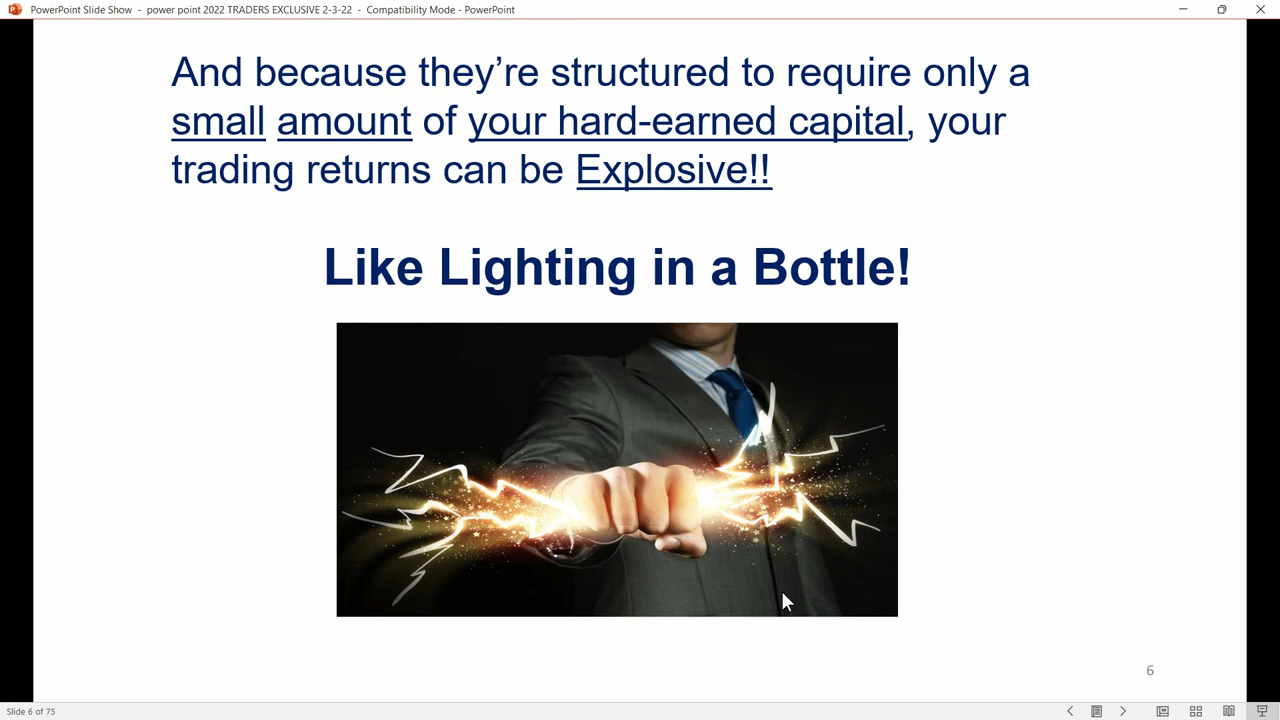 PowerPoint Slide Show - power point 2022 TRADERS EXCLUSIVE 2-3-22 - Compatibility Mode - PowerPoint
And because they’re structured to require only a
small amount of your hard-earned capital, your
trading returns can be Explosive!!
Like Lighting in a Bottle!
6
Slide 6 of 75